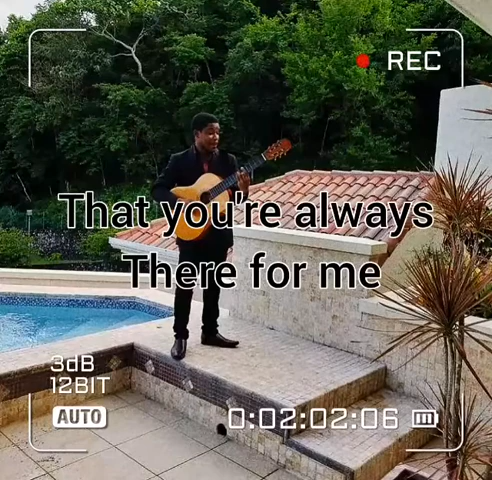 REC
That you're always
There for me
3dB
12BIT
AUTO
0:02:02:06